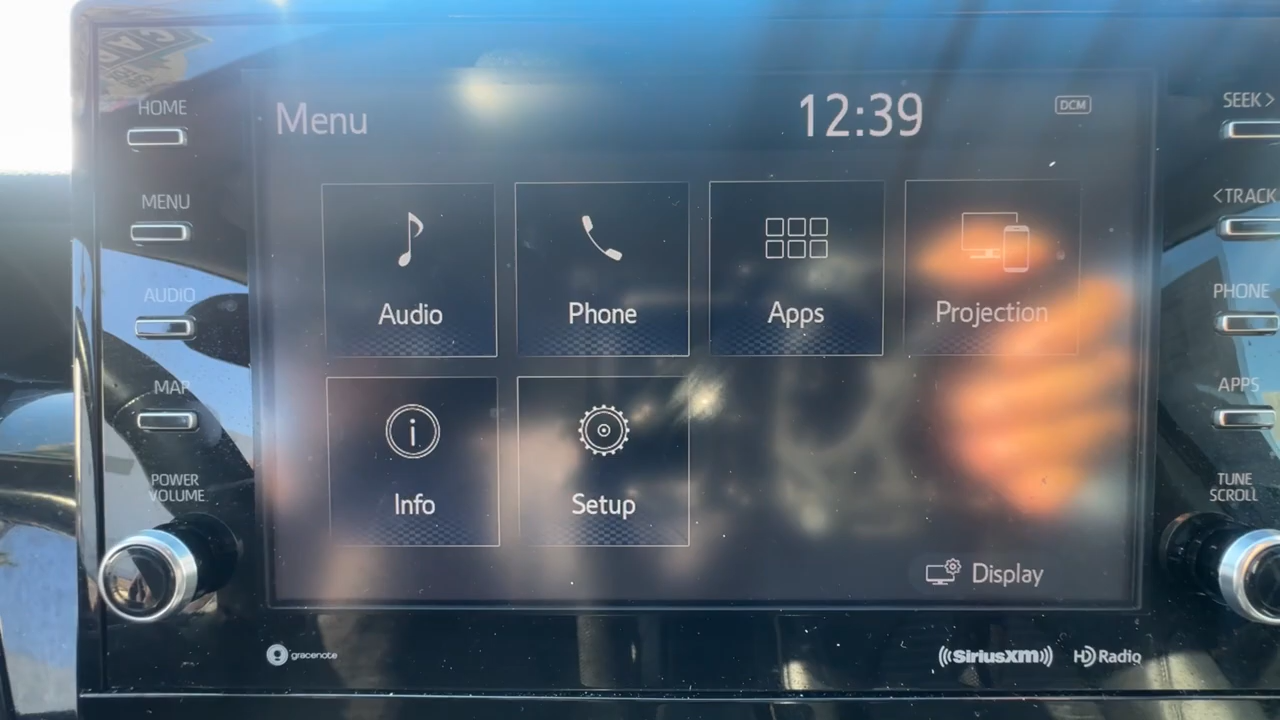 HOME
Menu
12:39
DCM
SEEK >
MENU
< TRACK
AUDIO
Audio
Phone
Apps
Projection
PHONE
MAP
APPS
POWER
VOLUME
Info
Setup
TUNE
SCROLL
Display
gracenote
SiriusXM
HD Radio